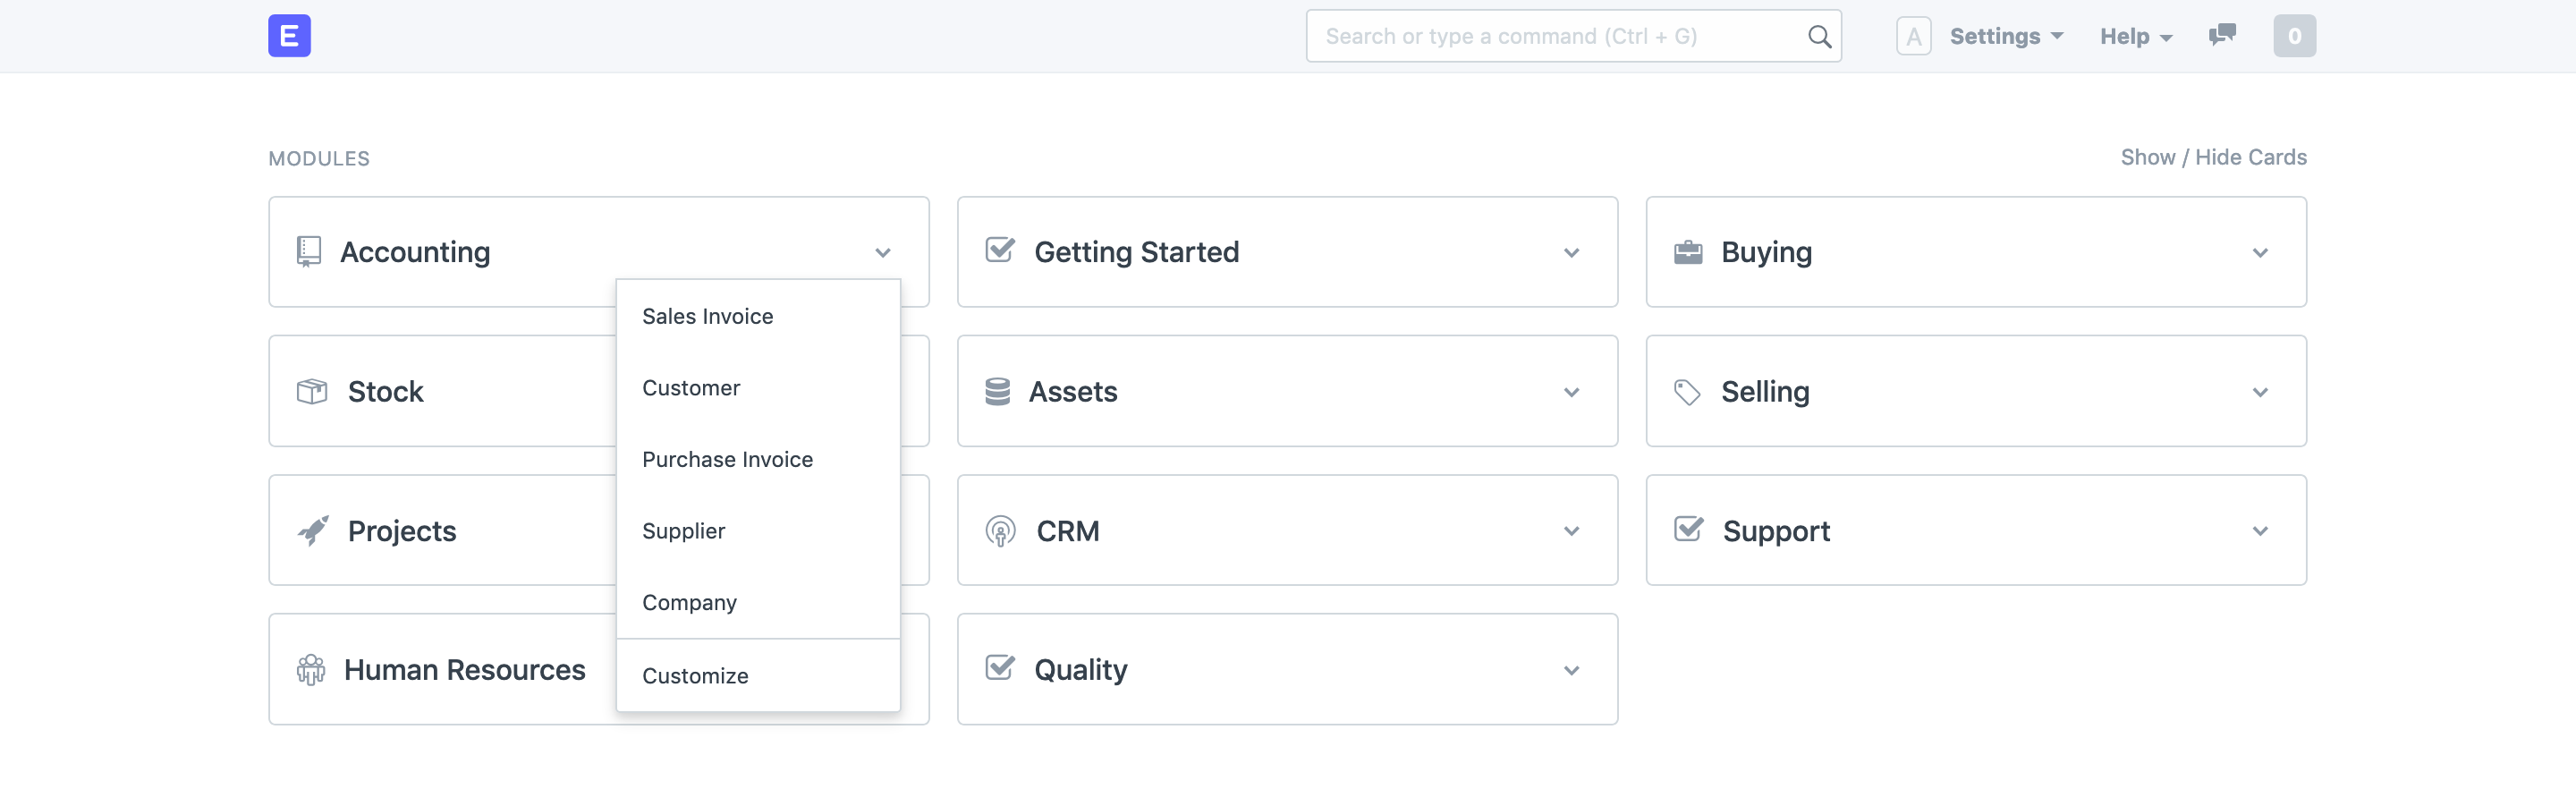 E
Search or type a command (Ctrl + G)
A
Settings
Help
0
MODULES
Show / Hide Cards
Accounting
Getting Started
Buying
Sales Invoice
Customer
Purchase Invoice
Supplier
Company
Customize
Stock
Assets
Selling
Projects
CRM
Support
Human Resources
Quality